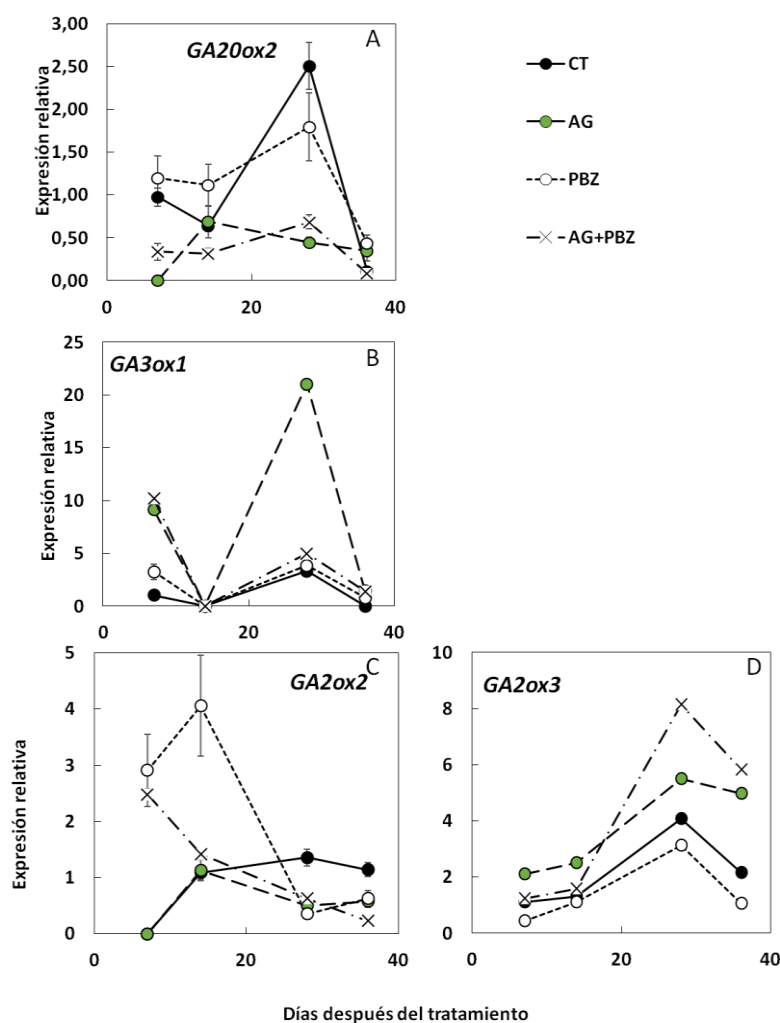 GA20ox2
A
Expresión relativa
3,00
2,50
2,00
1,50
1,00
0,50
0,00
0 20 40
CT
AG
PBZ
AG+PBZ
GA3ox1
B
Expresión relativa
25
20
15
10
5
0
0 20 40
GA2ox2
C
Expresión relativa
5
4
3
2
1
0
0 20 40
GA2ox3
D
10
8
6
4
2
0
0 20 40
Días después del tratamiento